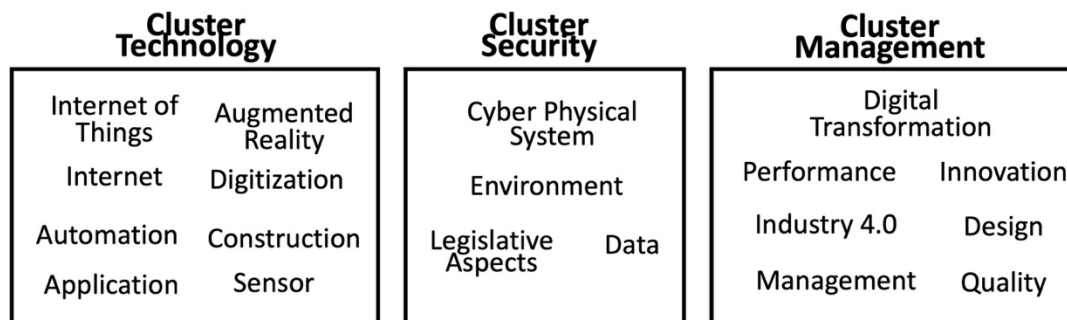 Cluster
Technology
Internet of
Things
Augmented
Reality
Internet
Digitization
Automation
Construction
Application
Sensor
Cluster
Security
Cyber Physical
System
Environment
Legislative
Aspects
Data
Cluster
Management
Digital
Transformation
Performance
Innovation
Industry 4.0
Design
Management
Quality